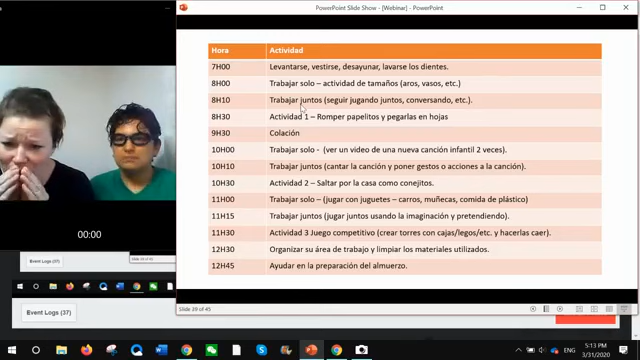 PowerPoint Slide Show - [Webinar] - PowerPoint
Hora Actividad
7H00 Levantarse, vestirse, desayunar, lavarse los dientes.
8H00 Trabajar solo – actividad de tamaños (aros, vasos, etc.)
8H10 Trabajar juntos (seguir jugando juntos, conversando, etc.).
8H30 Actividad 1 – Romper papelitos y pegarlas en hojas
9H30 Colación
10H00 Trabajar solo - (ver un video de una nueva canción infantil 2 veces).
10H10 Trabajar juntos (cantar la canción y poner gestos o acciones a la canción).
10H30 Actividad 2 – Saltar por la casa como conejitos.
11H00 Trabajar solo – (jugar con juguetes – carros, muñecas, comida de plástico)
11H15 Trabajar juntos (jugar juntos usando la imaginación y pretendiendo).
11H30 Actividad 3 Juego competitivo (crear torres con cajas/legos/etc. y hacerlas caer).
12H30 Organizar su área de trabajo y limpiar los materiales utilizados.
12H45 Ayudar en la preparación del almuerzo.
00:00
Event Logs (37)
Event Logs (37)
Slide 39 of 45
ENG
5:13 PM
3/31/2020